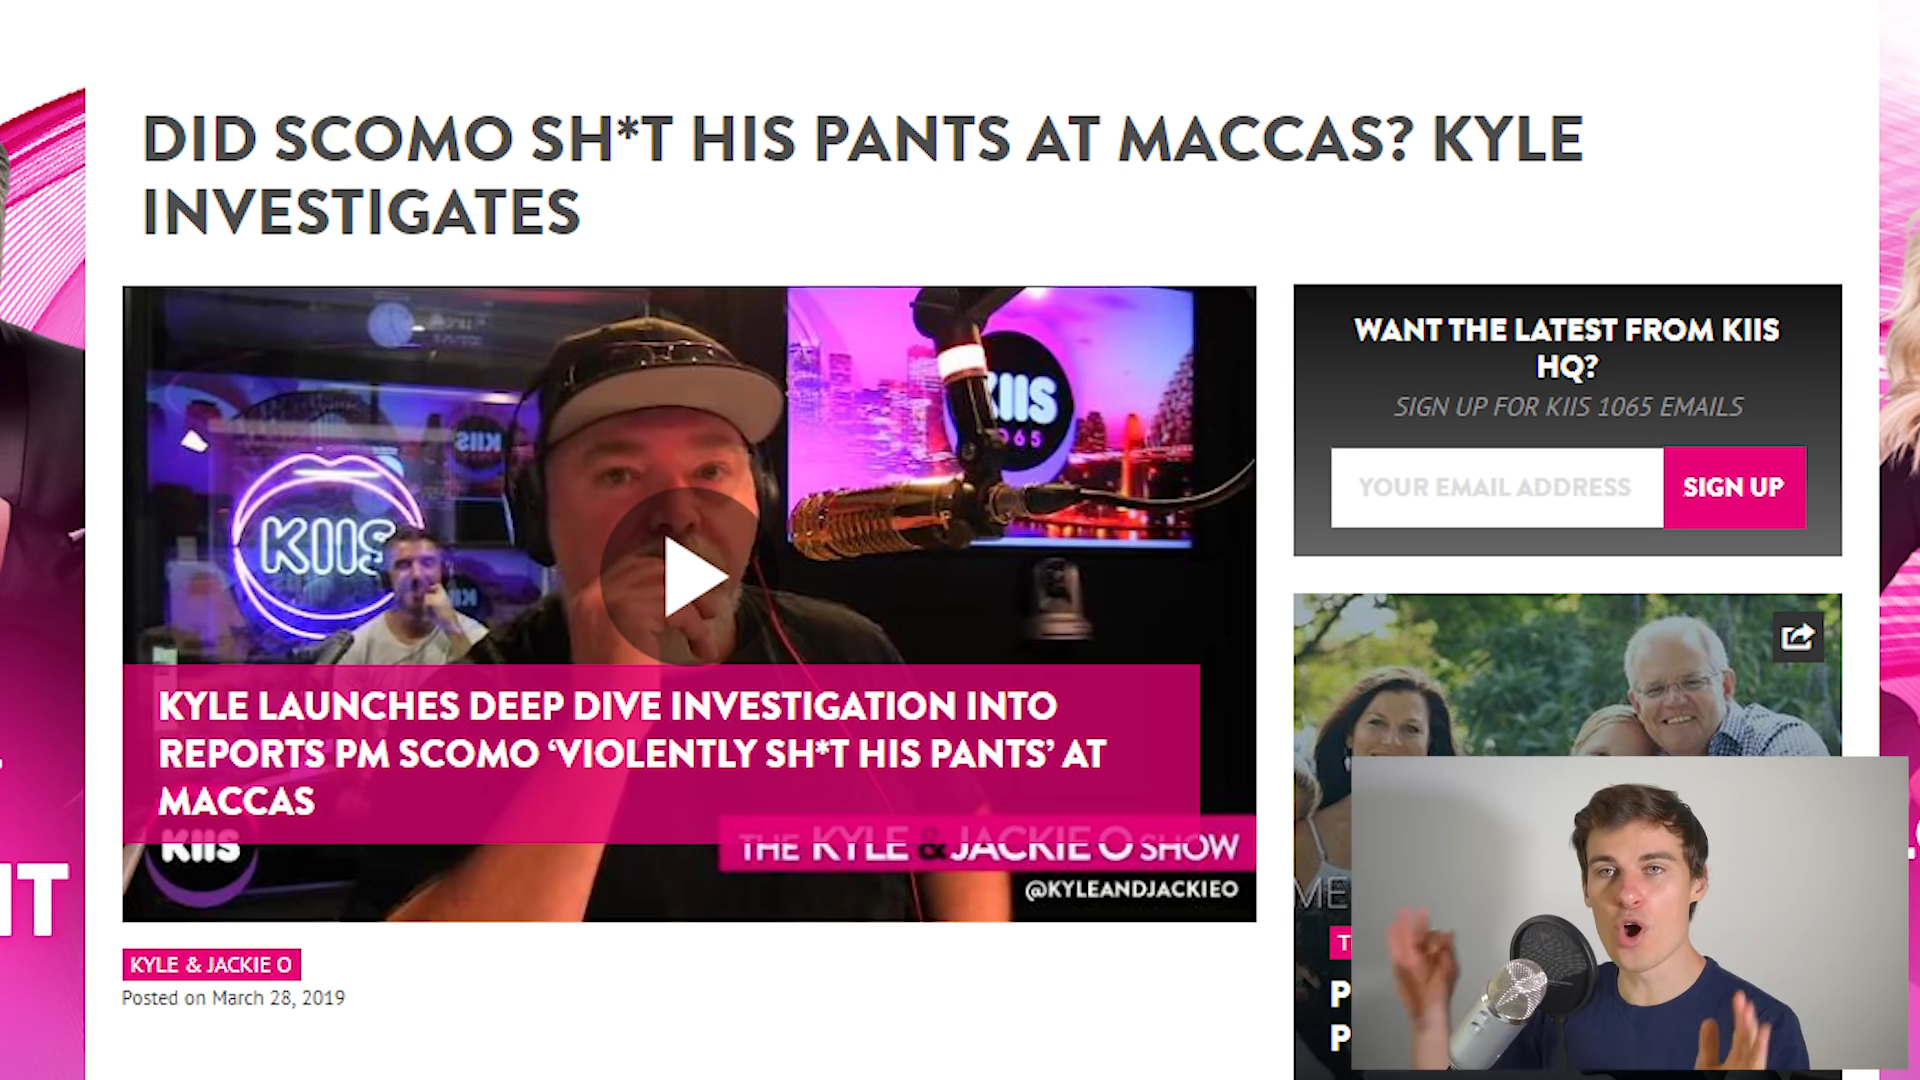 DID SCOMO SH*T HIS PANTS AT MACCAS? KYLE
INVESTIGATES
KIIS
KIIS
065
KYLE LAUNCHES DEEP DIVE INVESTIGATION INTO
REPORTS PM SCOMO ‘VIOLENTLY SH*T HIS PANTS’ AT
MACCAS
KIIS
THE KYLE & JACKIE O SHOW
@KYLEANDJACKIEO
KYLE & JACKIE O
Posted on March 28, 2019
WANT THE LATEST FROM KIIS
HQ?
SIGN UP FOR KIIS 1065 EMAILS
YOUR EMAIL ADDRESS
SIGN UP